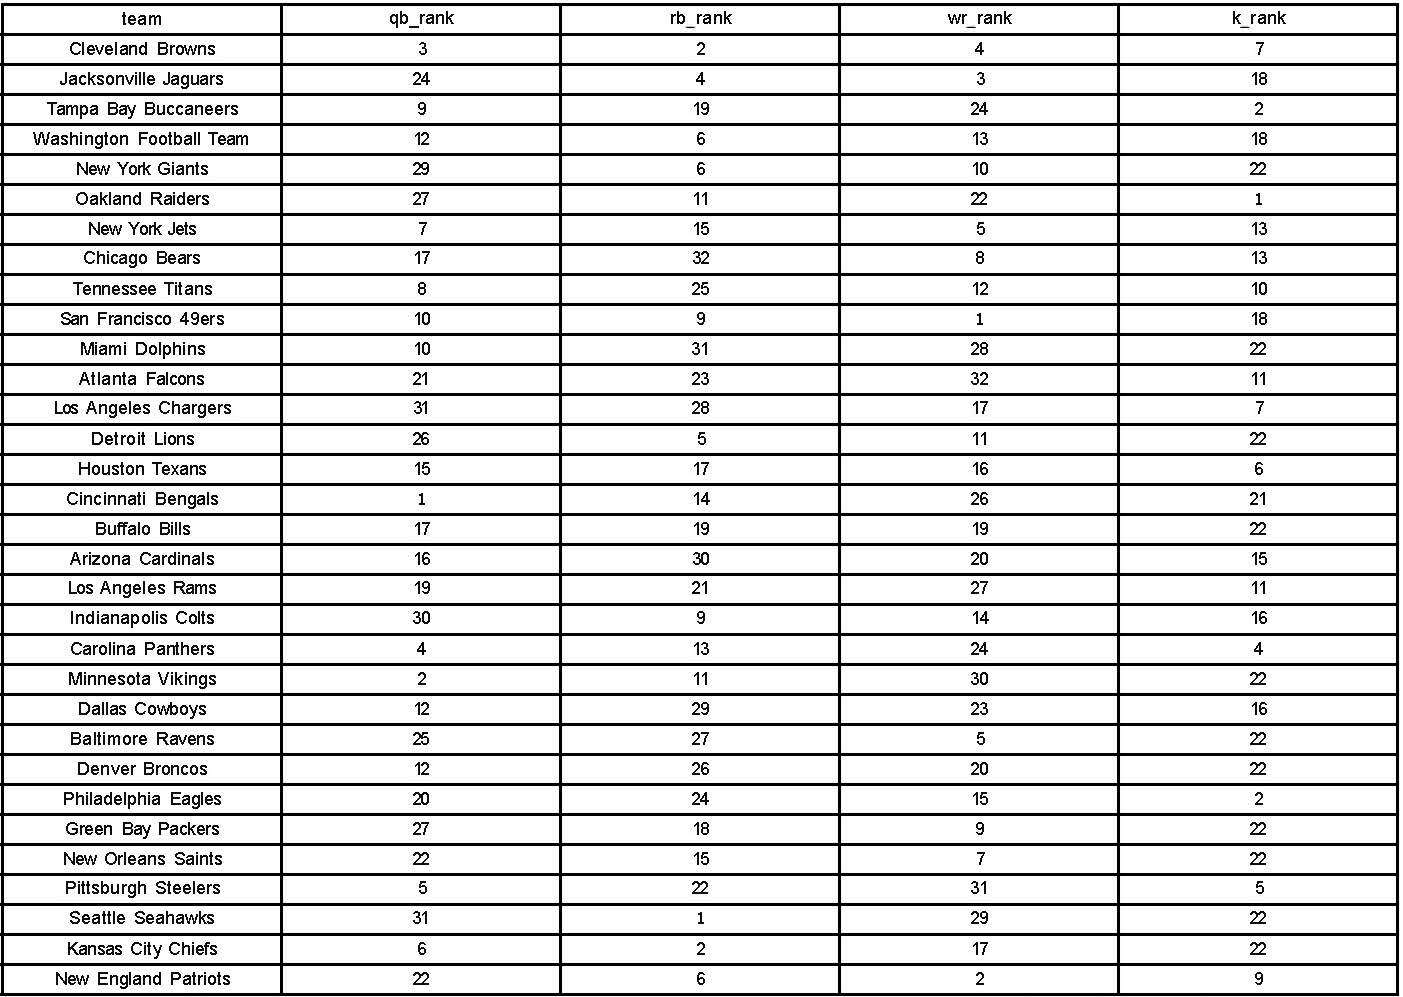 team qb_rank rb_rank wr_rank k_rank
Cleveland Browns 3 2 4 7
Jacksonville Jaguars 24 4 3 18
Tampa Bay Buccaneers 9 19 24 2
Washington Football Team 12 6 13 18
New York Giants 29 6 10 22
Oakland Raiders 27 11 22 1
New York Jets 7 15 5 13
Chicago Bears 17 32 8 13
Tennessee Titans 8 25 12 10
San Francisco 49ers 10 9 1 18
Miami Dolphins 10 31 28 22
Atlanta Falcons 21 23 32 11
Los Angeles Chargers 31 28 17 7
Detroit Lions 26 5 11 22
Houston Texans 15 17 16 6
Cincinnati Bengals 1 14 26 21
Buffalo Bills 17 19 19 22
Arizona Cardinals 16 30 20 15
Los Angeles Rams 19 21 27 11
Indianapolis Colts 30 9 14 16
Carolina Panthers 4 13 24 4
Minnesota Vikings 2 11 30 22
Dallas Cowboys 12 29 23 16
Baltimore Ravens 25 27 5 22
Denver Broncos 12 26 20 22
Philadelphia Eagles 20 24 15 2
Green Bay Packers 27 18 9 22
New Orleans Saints 22 15 7 22
Pittsburgh Steelers 5 22 31 5
Seattle Seahawks 31 1 29 22
Kansas City Chiefs 6 2 17 22
New England Patriots 22 6 2 9